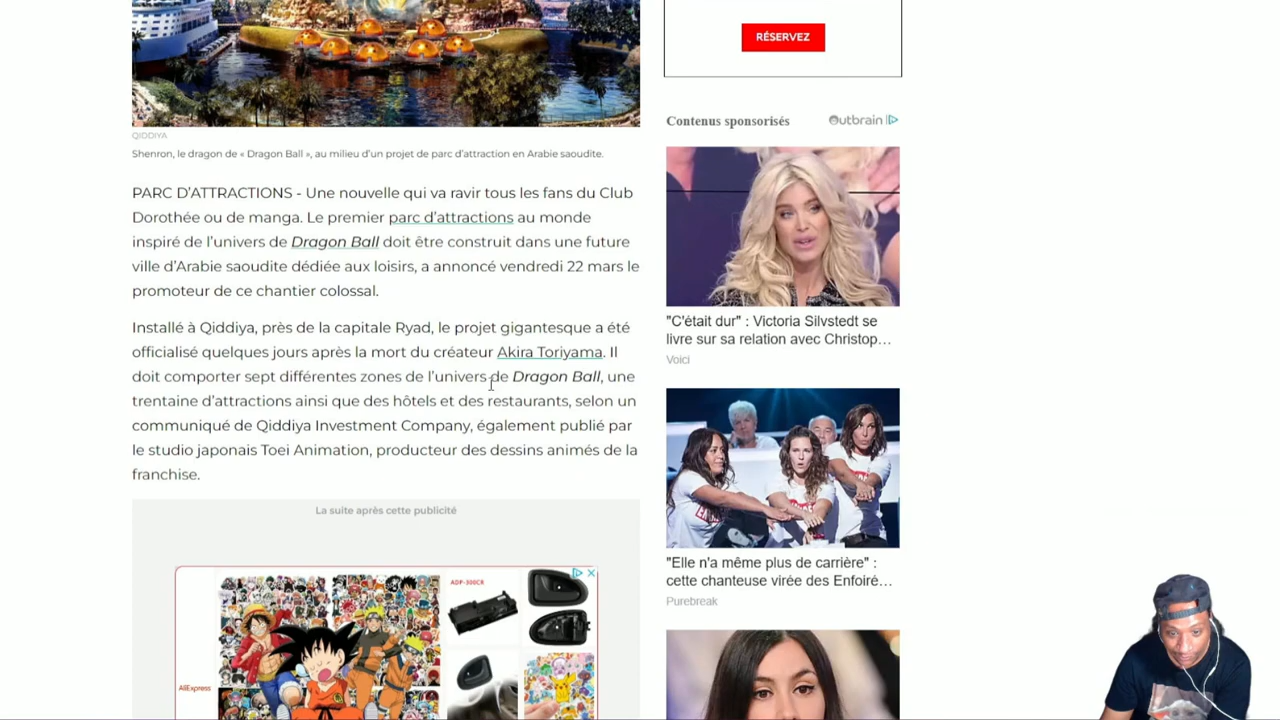 RÉSERVEZ
QIDDIYA
Shenron, le dragon de « Dragon Ball », au milieu d'un projet de parc d'attraction en Arabie saoudite.
PARC D'ATTRACTIONS - Une nouvelle qui va ravir tous les fans du Club
Dorothée ou de manga. Le premier parc d'attractions au monde
inspiré de l'univers de Dragon Ball doit être construit dans une future
ville d'Arabie saoudite dédiée aux loisirs, a annoncé vendredi 22 mars le
promoteur de ce chantier colossal.
Installé à Qiddiya, près de la capitale Ryad, le projet gigantesque a été
officialisé quelques jours après la mort du créateur Akira Toriyama. Il
doit comporter sept différentes zones de l'univers de Dragon Ball, une
trentaine d'attractions ainsi que des hôtels et des restaurants, selon un
communiqué de Qiddiya Investment Company, également publié par
le studio japonais Toei Animation, producteur des dessins animés de la
franchise.
La suite après cette publicité
ADP-300CR
AliExpress
Contenus sponsorisés
Outbrain
"C'était dur" : Victoria Silvstedt se
livre sur sa relation avec Christop...
Voici
"Elle n'a même plus de carrière" :
cette chanteuse virée des Enfoiré...
Purebreak